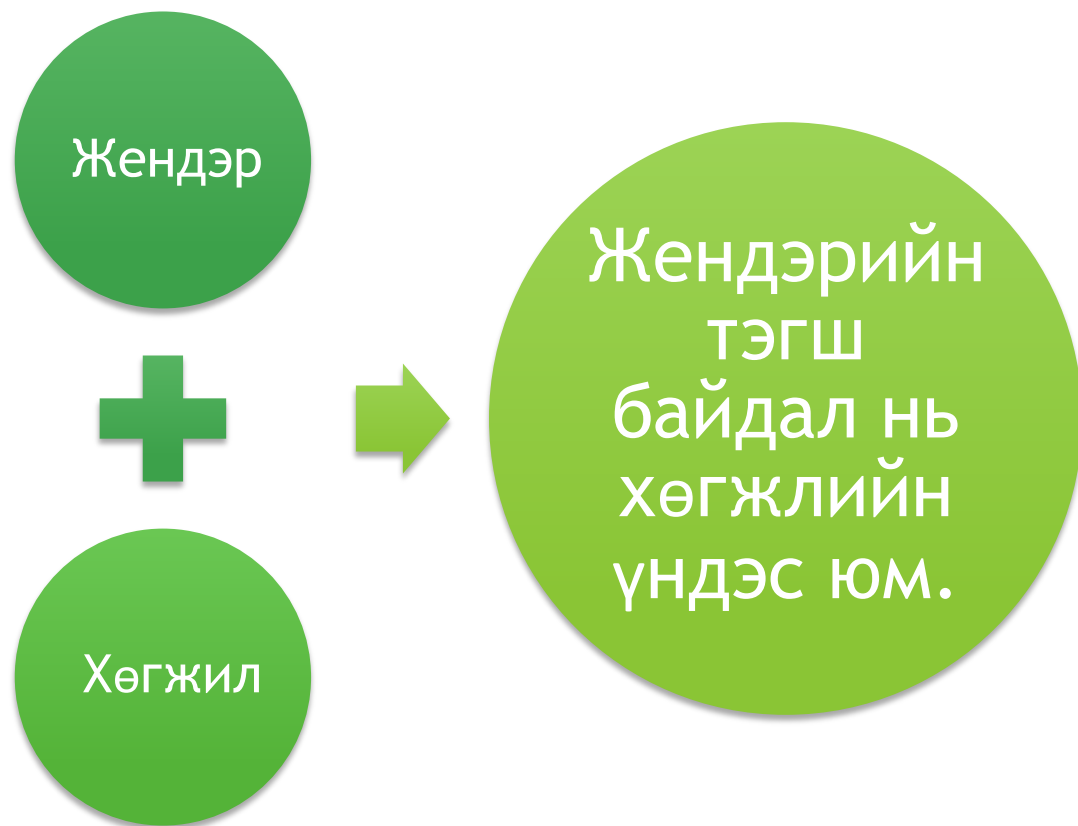 Жендэр
Хөгжил
Жендэрийн
тэгш
байдал нь
хөгжлийн
үндэс юм.